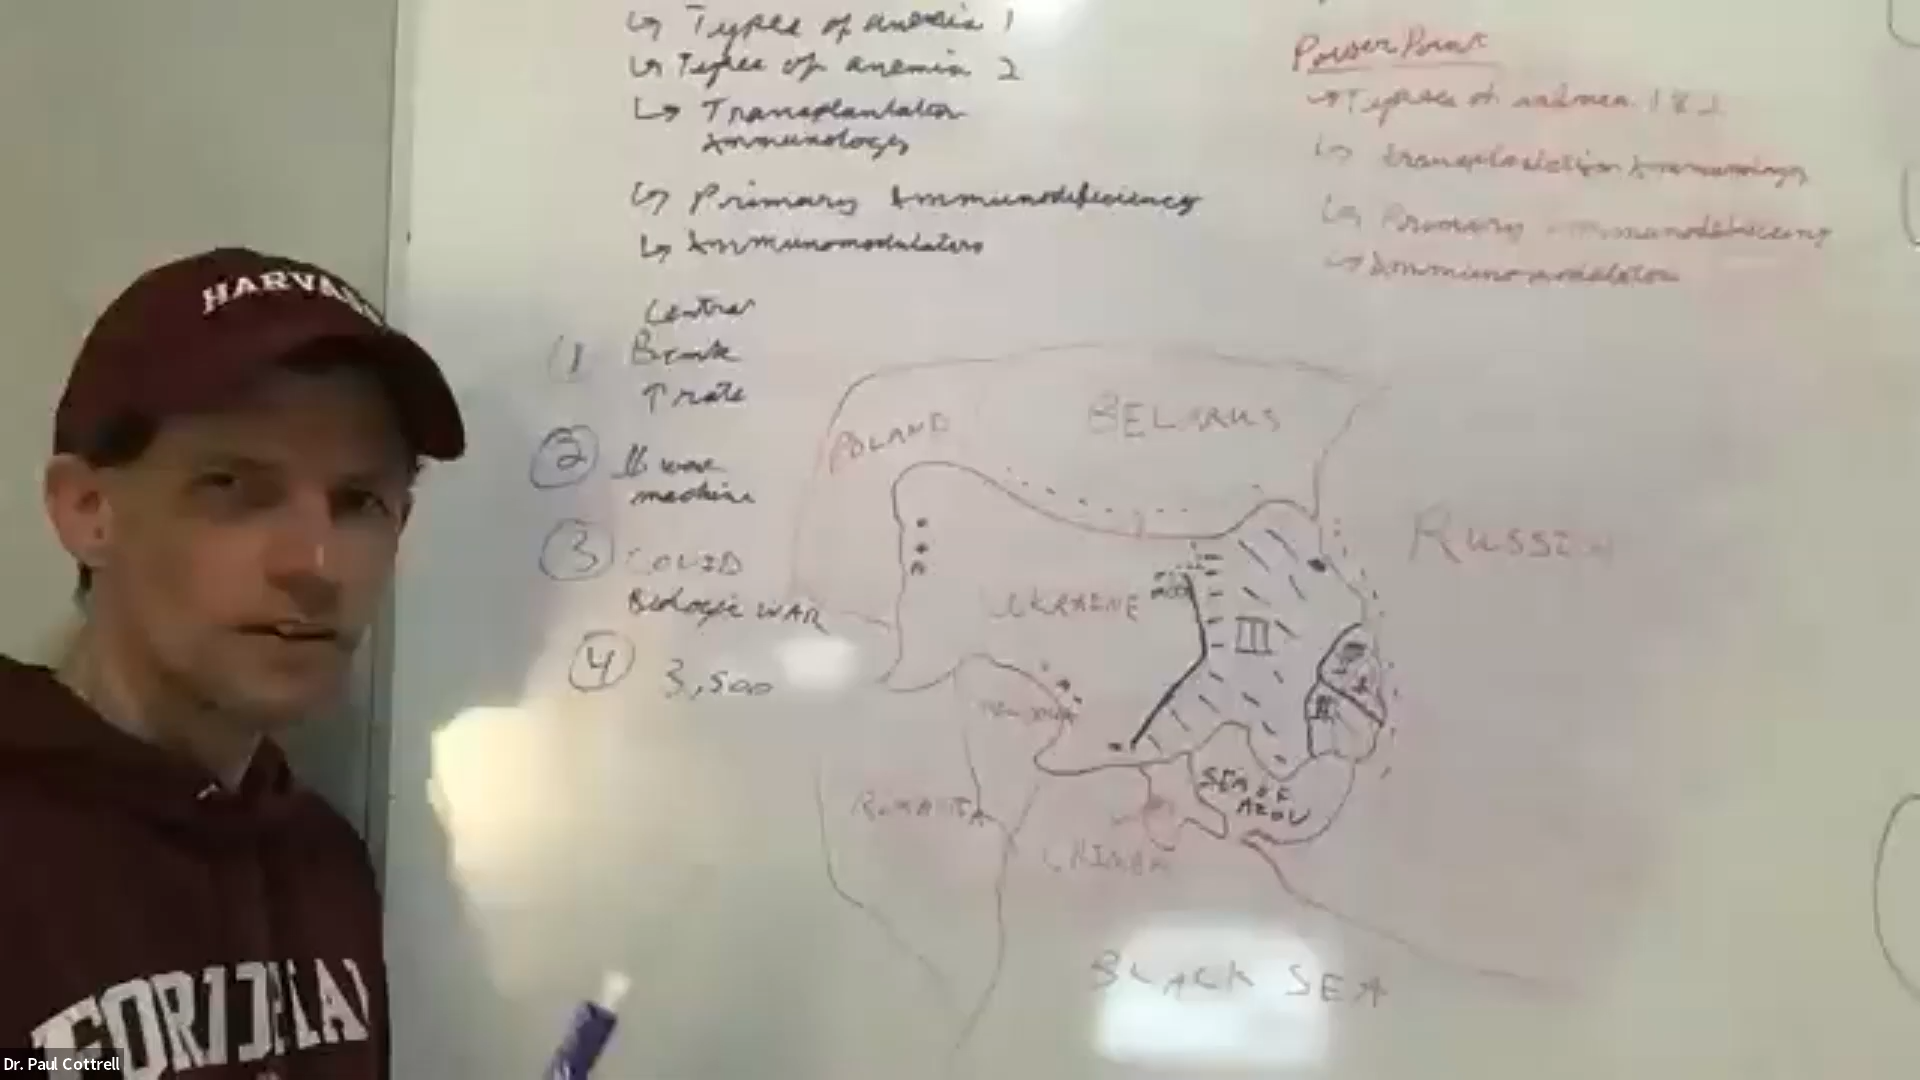 Types of anemia 1
Types of anemia 2
Transplantation
Immunology
Primary Immunodeficiency
Immunomodulators
PowerPoint
Types of anemia 1 & 2
Transplantation Immunology
Primary Immunodeficiency
Immunomodulators
Central
1 Bank
↑ rate
2 war
machine
3 COVID
Biologic WAR
4 3,500
POLAND
BELARUS
RUSSIA
UKRAINE
III
ROMANIA
SEA OF
AZOV
CRIMEA
BLACK SEA
HARVARD
FORDHAM
Dr. Paul Cottrell